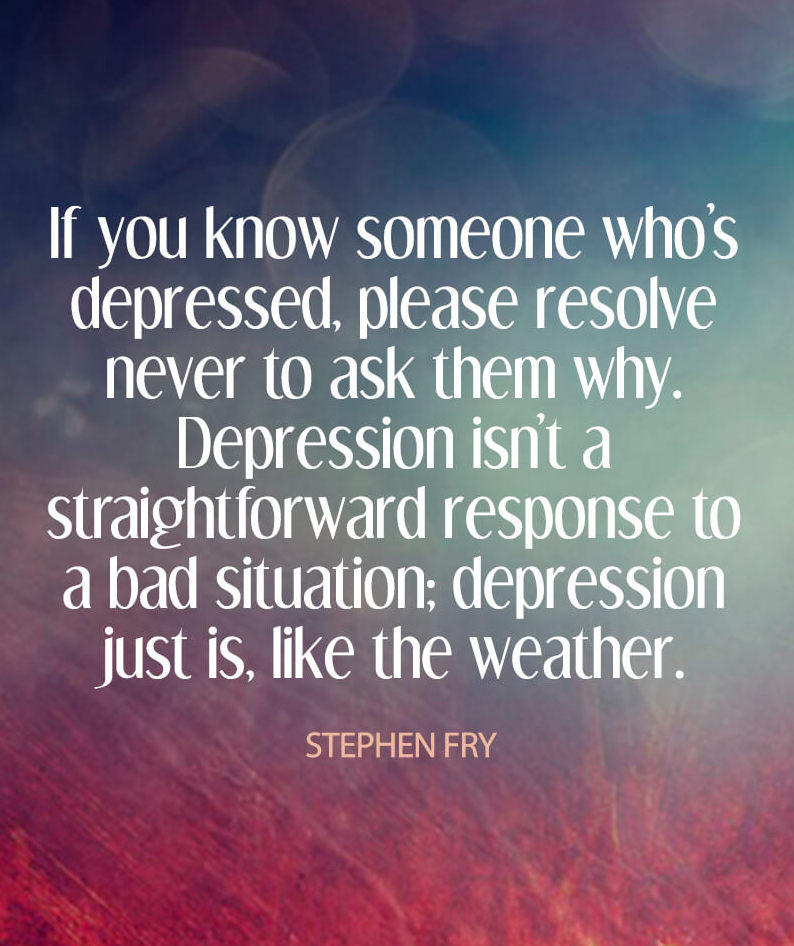 If you know someone who's
depressed, please resolve
never to ask them why.
Depression isn't a
straightforward response to
a bad situation; depression
just is, like the weather.
STEPHEN FRY